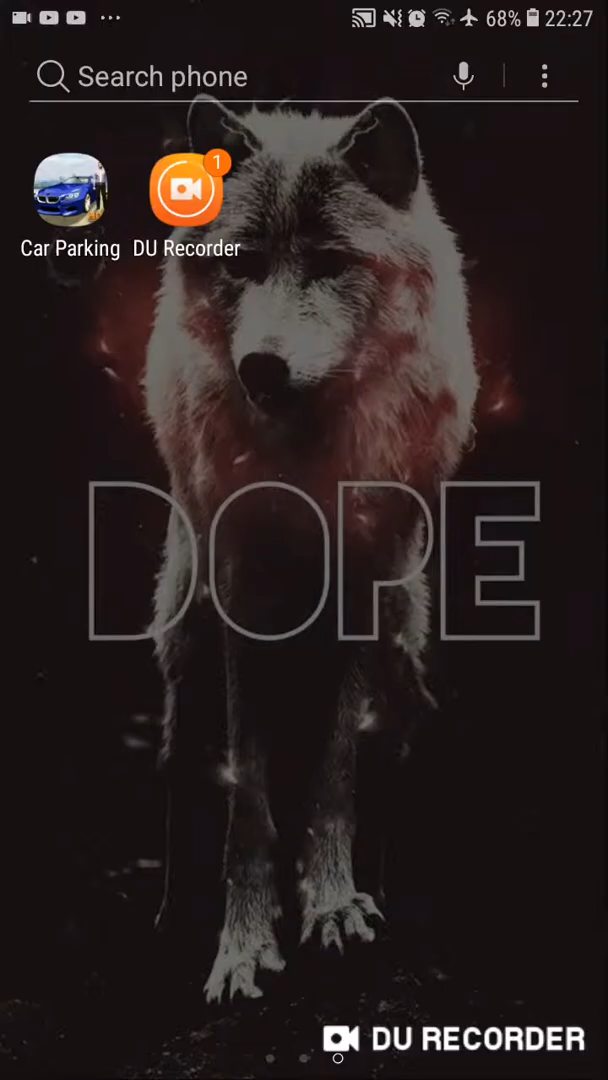 68% 22:27
Search phone
1
Car Parking DU Recorder
DOPE
DU RECORDER